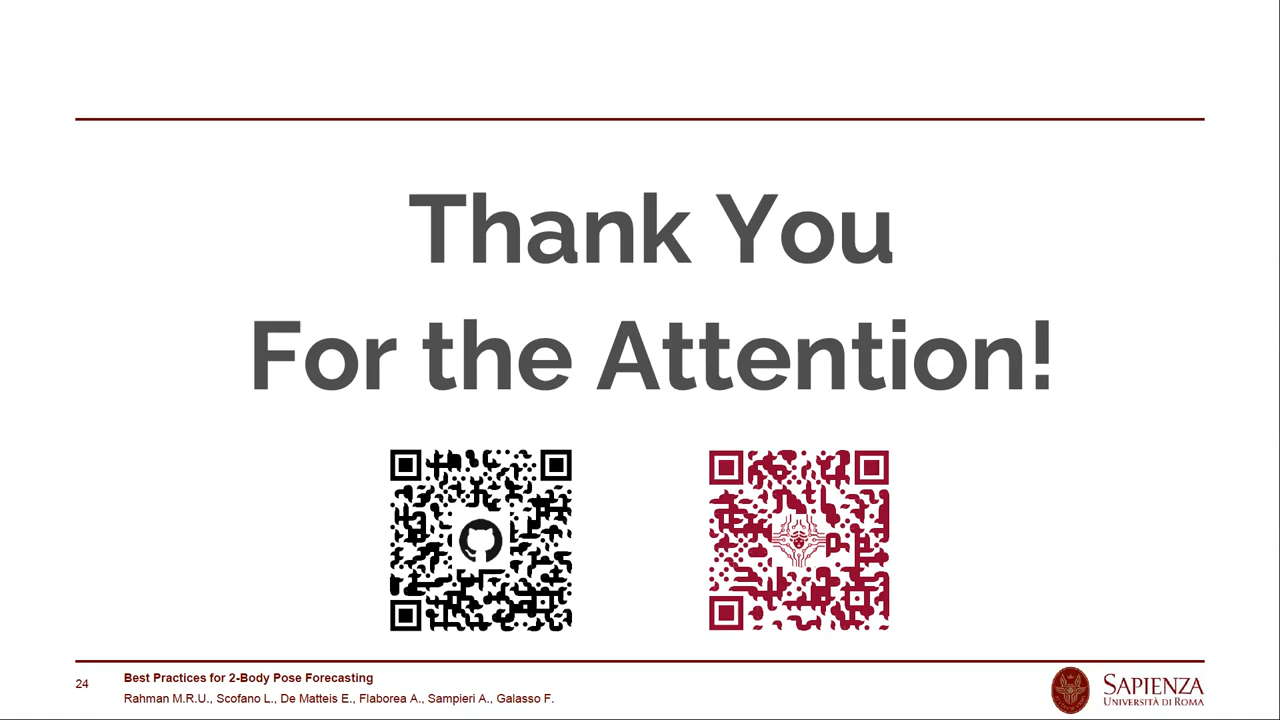 Thank You
For the Attention!
24
Best Practices for 2-Body Pose Forecasting
Rahman M.R.U., Scofano L., De Matteis E., Flaborea A., Sampieri A., Galasso F.
SAPIENZA
UNIVERSITÀ DI ROMA